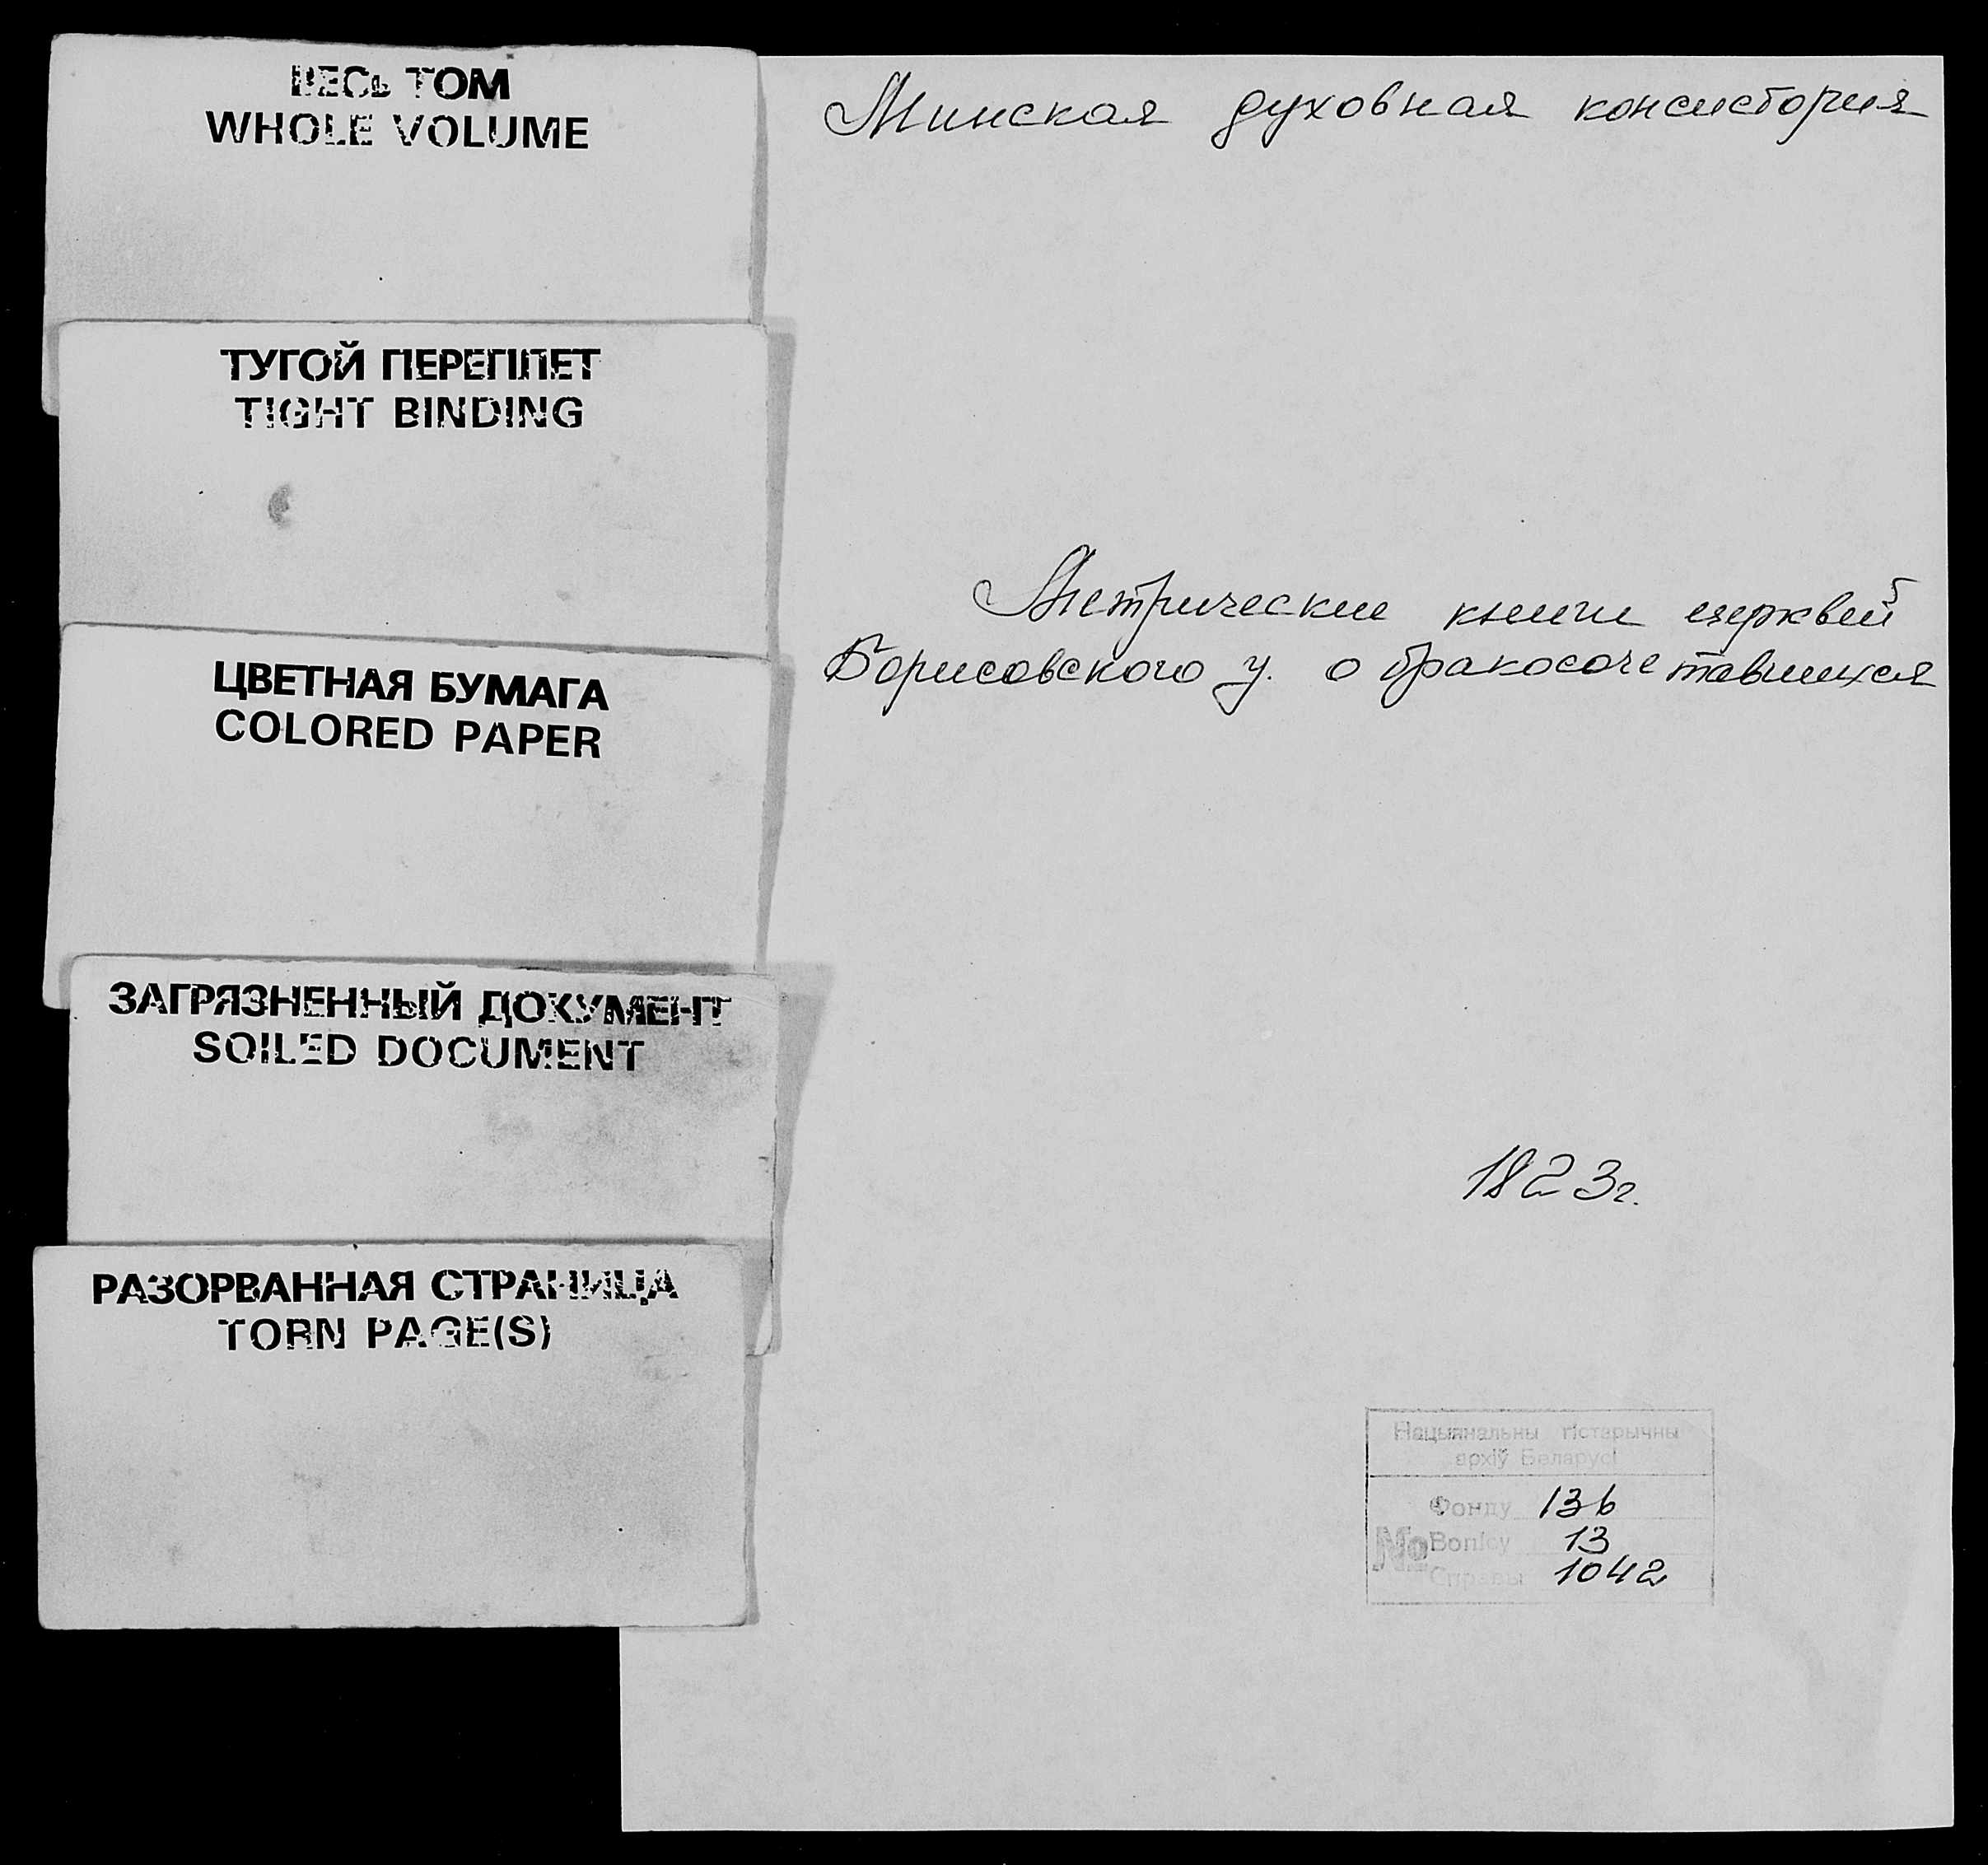 ВЕСЬ ТОМ
WHOLE VOLUME
ТУГОЙ ПЕРЕПЛЕТ
TIGHT BINDING
ЦВЕТНАЯ БУМАГА
COLORED PAPER
ЗАГРЯЗНЕННЫЙ ДОКУМЕНТ
SOILED DOCUMENT
РАЗОРВАННАЯ СТРАНИЦА
TORN PAGE(S)
Минская духовная консистория
Метрические книги церквей
Борисовского у. о бракосочетавшихся
1823г.
Нацыянальны гістарычны
архіў Беларусі
Фонду 136
№ Вопісу 13
Справы 1042